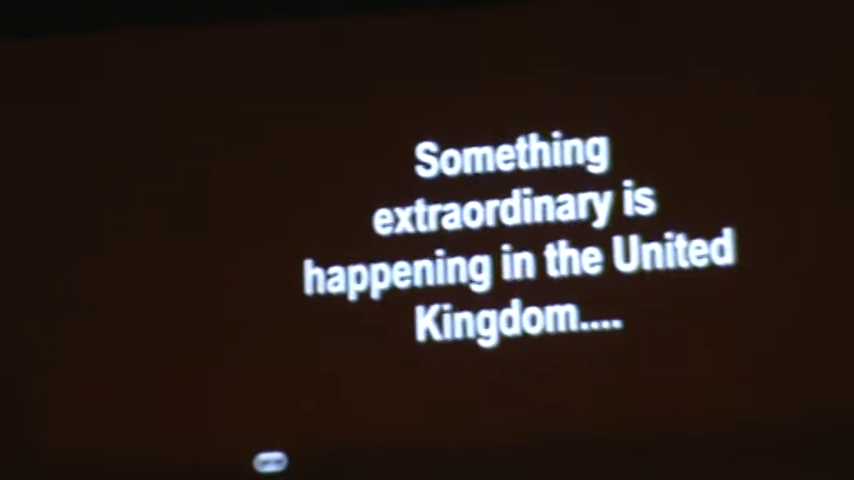 Something
extraordinary is
happening in the United
Kingdom....